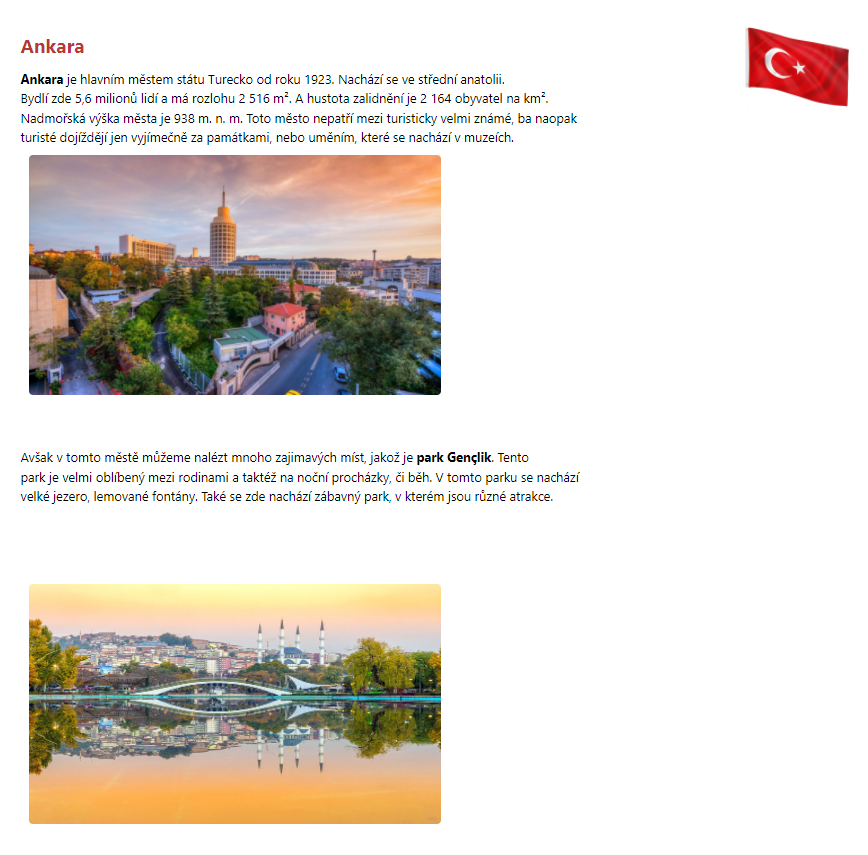 Ankara
Ankara je hlavním městem státu Turecko od roku 1923. Nachází se ve střední anatolii.
Bydlí zde 5,6 milionů lidí a má rozlohu 2 516 m². A hustota zalidnění je 2 164 obyvatel na km².
Nadmořská výška města je 938 m. n. m. Toto město nepatří mezi turisticky velmi známé, ba naopak
turisté dojíždějí jen vyjímečně za památkami, nebo uměním, které se nachází v muzeích.
Avšak v tomto městě můžeme nalézt mnoho zajimavých míst, jakož je park Gençlik. Tento
park je velmi oblíbený mezi rodinami a taktéž na noční procházky, či běh. V tomto parku se nachází
velké jezero, lemované fontány. Také se zde nachází zábavný park, v kterém jsou různé atrakce.